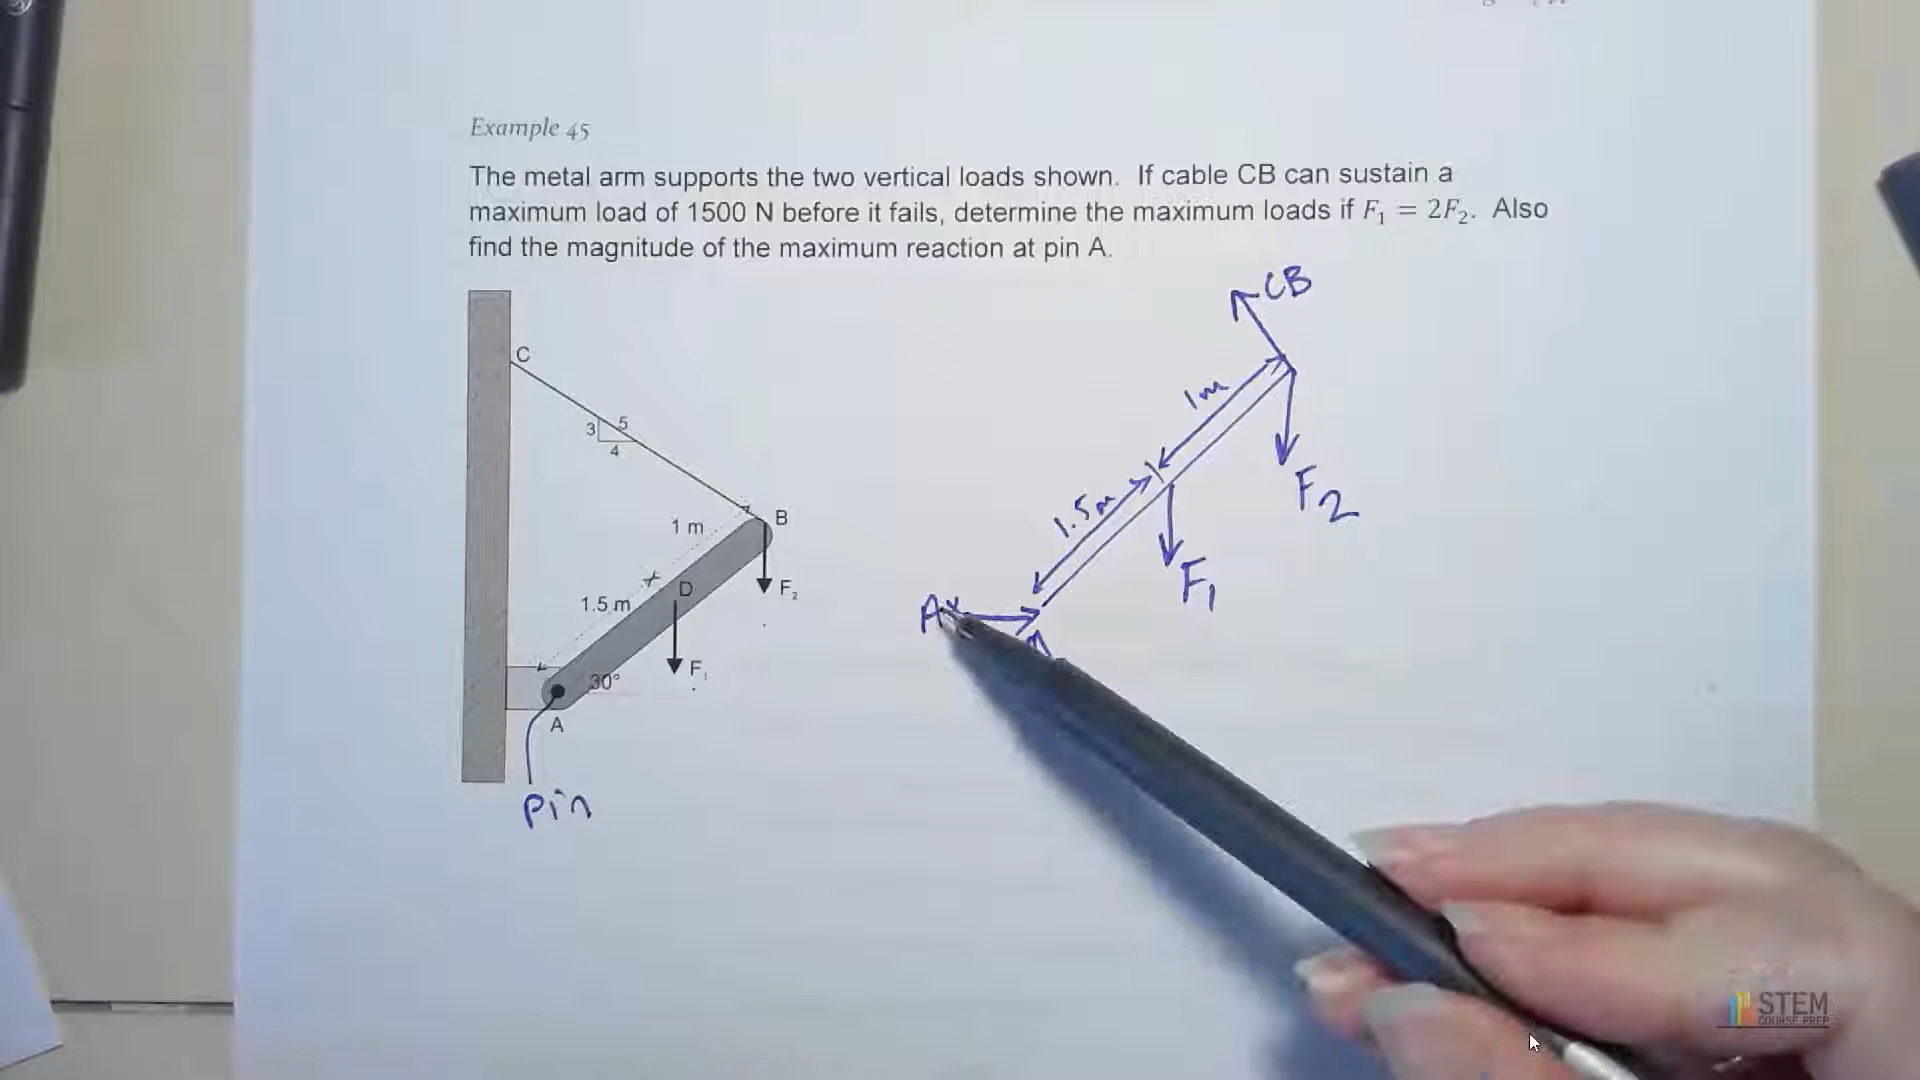 Example 45
The metal arm supports the two vertical loads shown. If cable CB can sustain a
maximum load of 1500 N before it fails, determine the maximum loads if F₁ = 2F₂. Also
find the magnitude of the maximum reaction at pin A.
CB
C
3
5
4
1m
1 m
B
F₂
1.5m
F2
D
1.5 m
F₂
F1
Ax
F₁
30°
A
pin
STEM
COURSE PREP